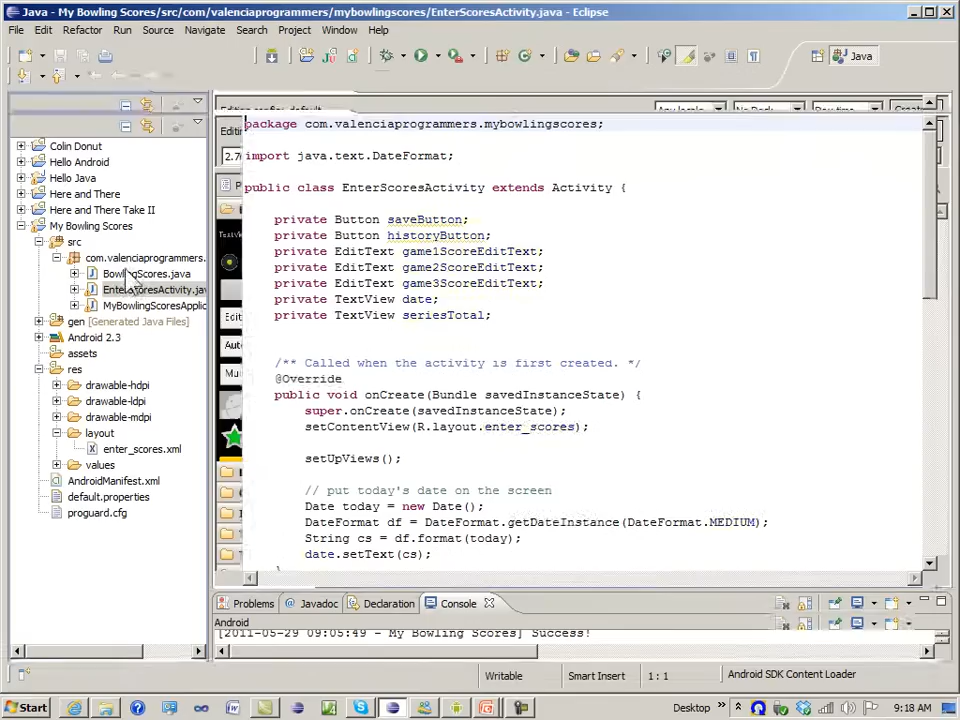 Java - My Bowling Scores/src/com/valenciaprogrammers/mybowlingscores/EnterScoresActivity.java - Eclipse
File Edit Refactor Run Source Navigate Search Project Window Help
Java
Colin Donut
Hello Android
Hello Java
Here and There
Here and There Take II
My Bowling Scores
src
com.valenciaprogrammers.
BowlingScores.java
EnterScoresActivity.jav
MyBowlingScoresApplic
gen [Generated Java Files]
Android 2.3
assets
res
drawable-hdpi
drawable-ldpi
drawable-mdpi
layout
enter_scores.xml
values
AndroidManifest.xml
default.properties
proguard.cfg
Editin
2.7
package com.valenciaprogrammers.mybowlingscores;
import java.text.DateFormat;
public class EnterScoresActivity extends Activity {
private Button saveButton;
private Button historyButton;
private EditText game1ScoreEditText;
private EditText game2ScoreEditText;
private EditText game3ScoreEditText;
private TextView date;
private TextView seriesTotal;
/** Called when the activity is first created. */
@Override
public void onCreate(Bundle savedInstanceState) {
super.onCreate(savedInstanceState);
setContentView(R.layout.enter_scores);
setUpViews();
// put today's date on the screen
Date today = new Date();
DateFormat df = DateFormat.getDateInstance(DateFormat.MEDIUM);
String cs = df.format(today);
date.setText(cs);
}
Problems Javadoc Declaration Console
Android
[2011-05-29 09:05:49 - My Bowling Scores] Success!
Writable Smart Insert 1 : 1 Android SDK Content Loader
Start Desktop 9:18 AM